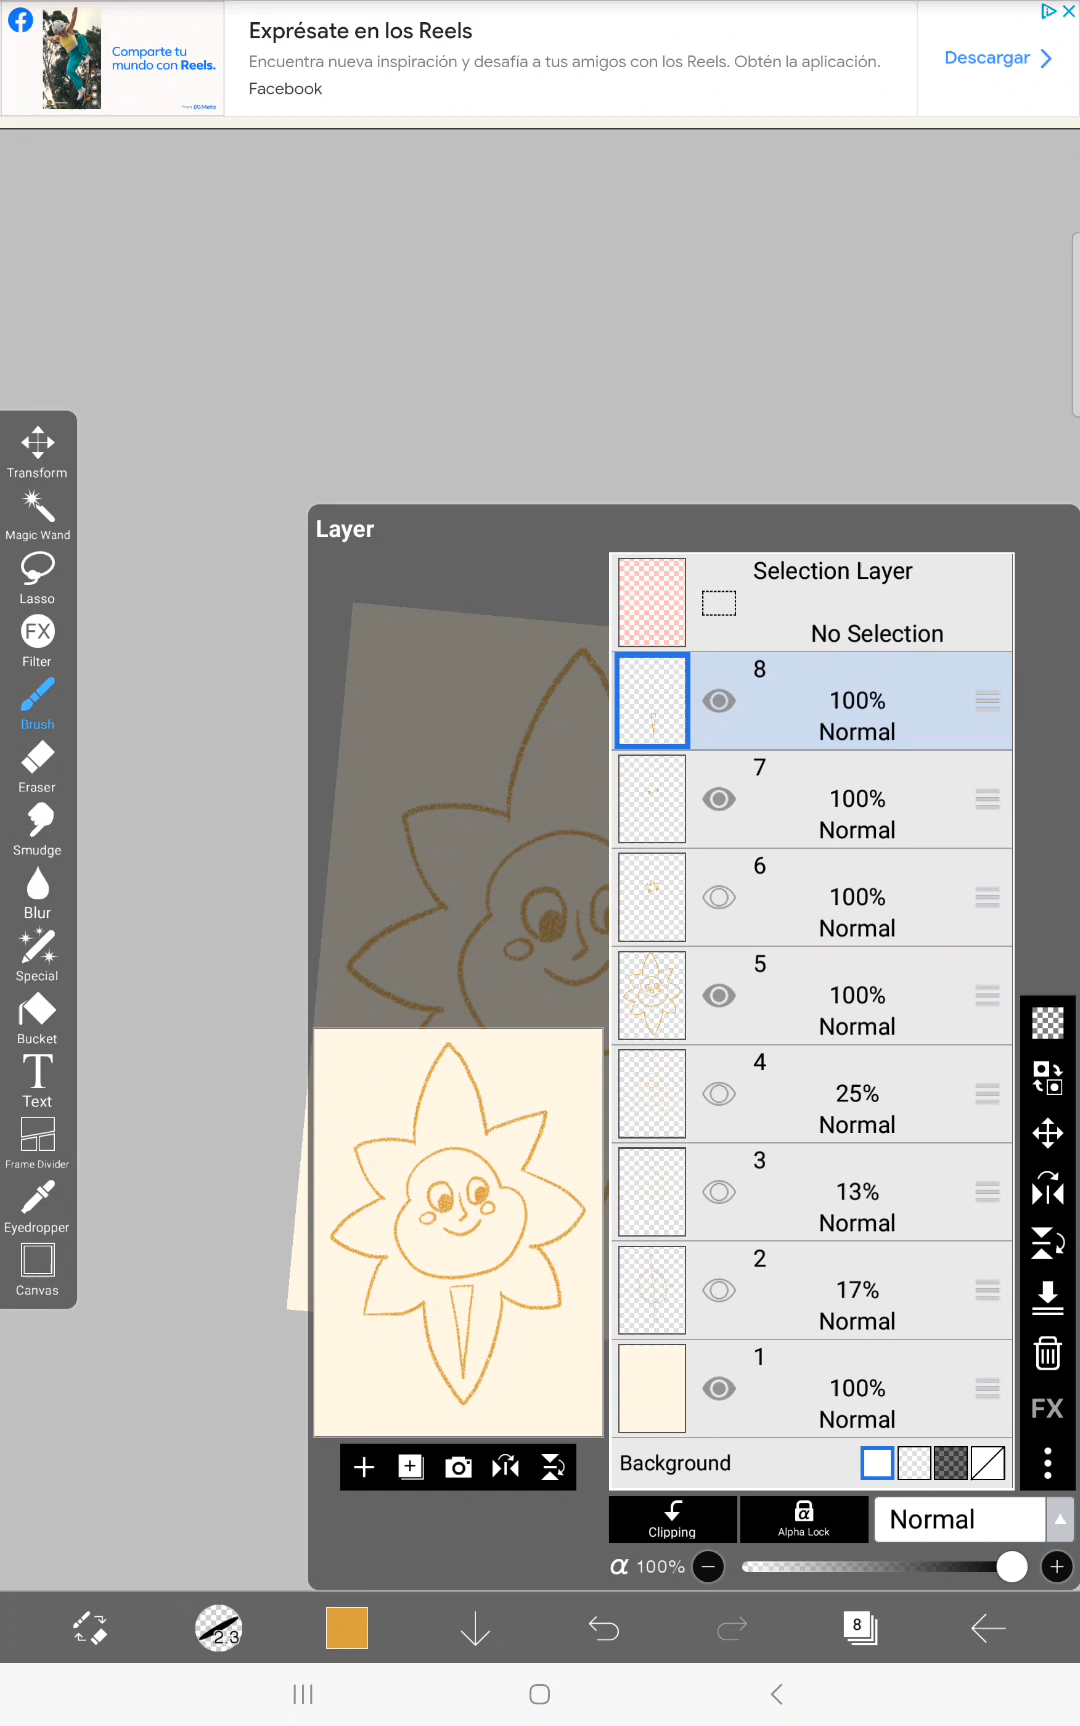 Comparte tu
mundo con Reels.
from Meta
Exprésate en los Reels
Encuentra nueva inspiración y desafía a tus amigos con los Reels. Obtén la aplicación.
Facebook
Descargar
Transform
Magic Wand
Lasso
FX
Filter
Brush
Eraser
Smudge
Blur
Special
Bucket
T
Text
Frame Divider
Eyedropper
Canvas
Layer
Selection Layer
No Selection
8
100%
Normal
7
100%
Normal
6
100%
Normal
5
100%
Normal
4
25%
Normal
3
13%
Normal
2
17%
Normal
1
100%
Normal
Background
FX
Clipping
α
Alpha Lock
Normal
α 100%
2.3
8